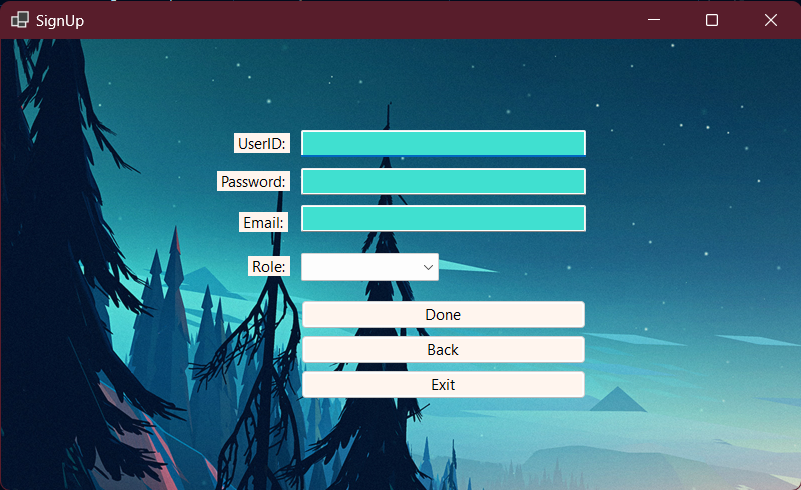 SignUp
UserID:
Password:
Email:
Role:
Done
Back
Exit